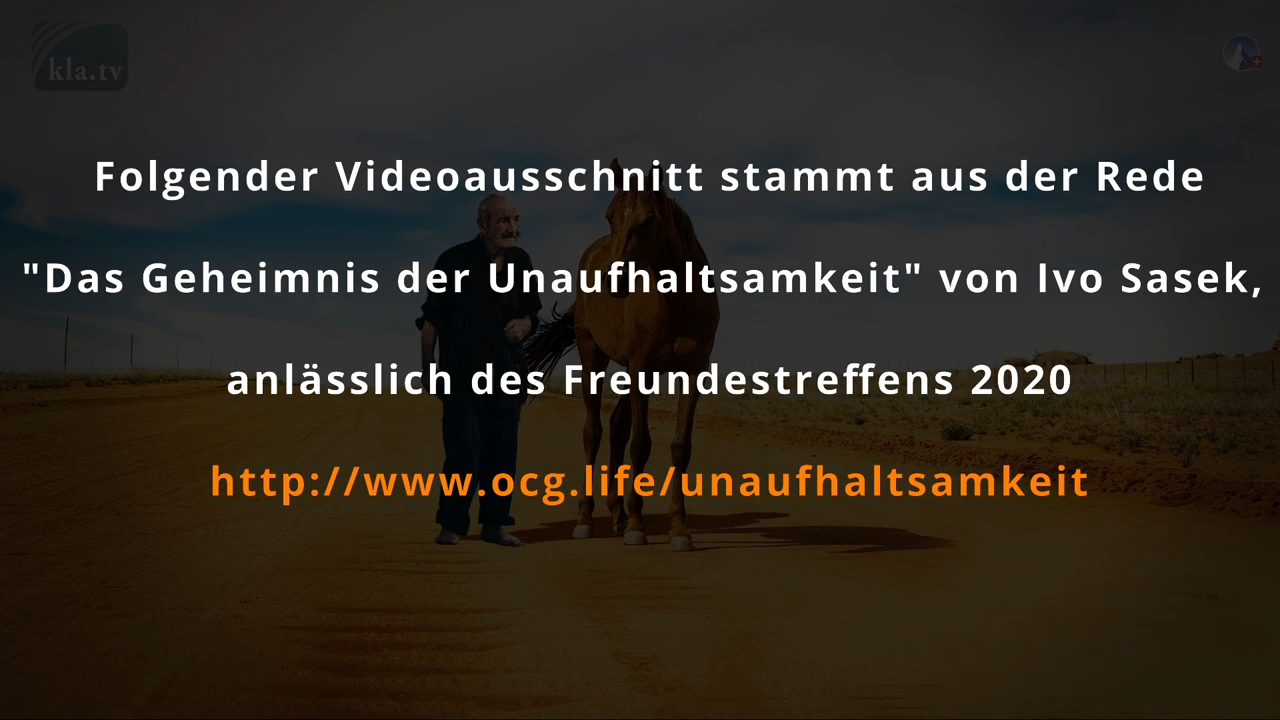 kla.tv
Folgender Videoausschnitt stammt aus der Rede
"Das Geheimnis der Unaufhaltsamkeit" von Ivo Sasek,
anlässlich des Freundestreffens 2020
http://www.ocg.life/unaufhaltsamkeit